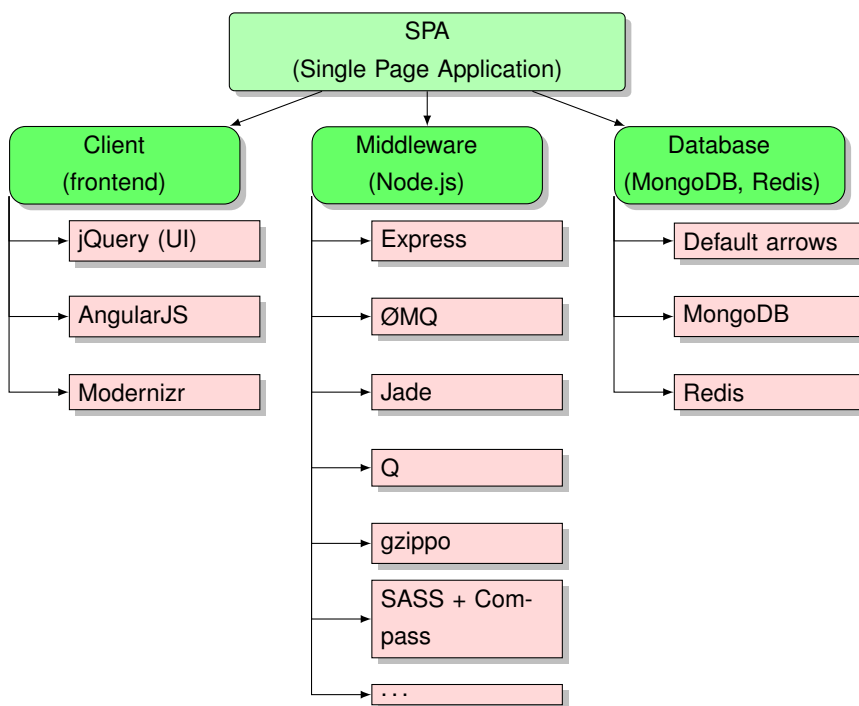 SPA
(Single Page Application)
Client
(frontend)
Middleware
(Node.js)
Database
(MongoDB, Redis)
jQuery (UI)
AngularJS
Modernizr
Express
ØMQ
Jade
Q
gzippo
SASS + Com-
pass
...
Default arrows
MongoDB
Redis